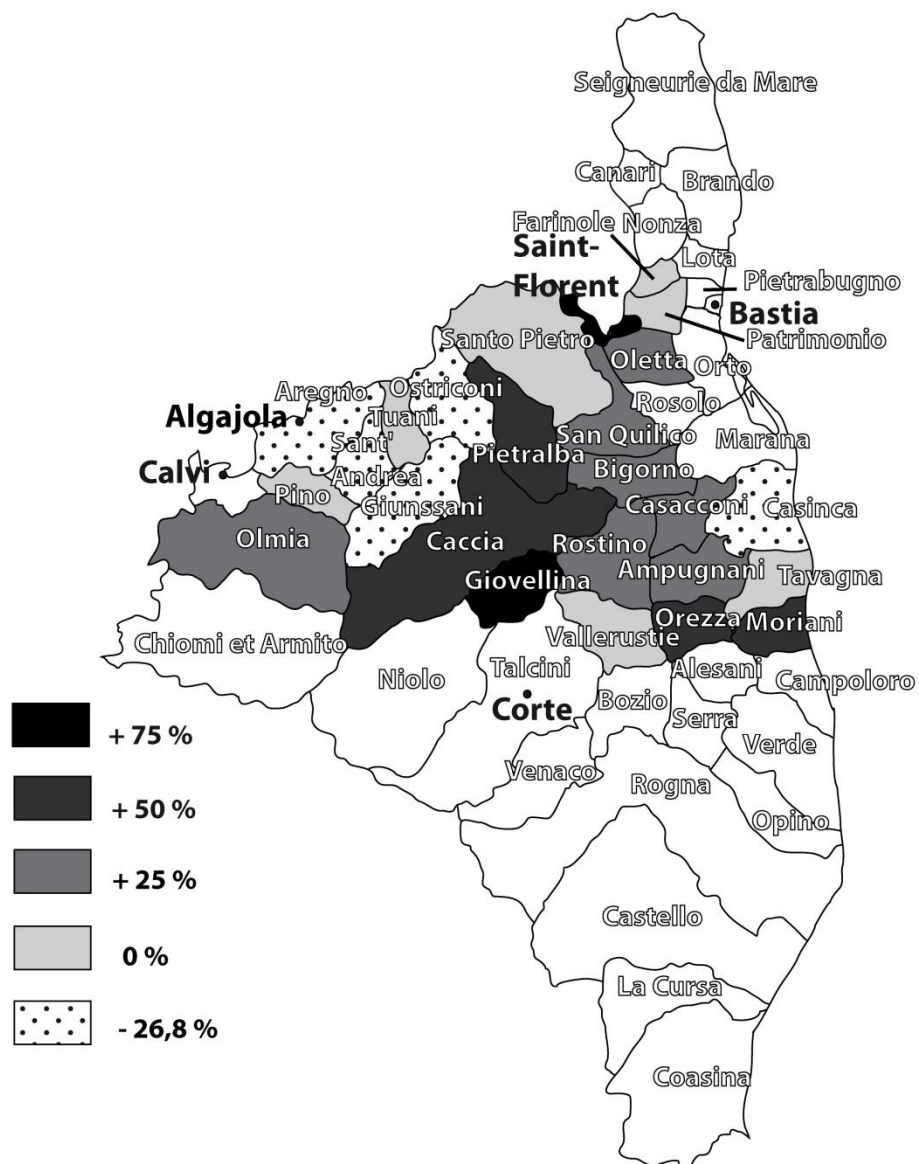 Seigneurie da Mare
Canari
Brando
Farinole
Nonza
Saint-
Florent
Lota
Pietrabugno
Bastia
Patrimonio
Santo Pietro
Oletta
Orto
Aregno
Ostriconi
Rosolo
Algajola
Tuani
San Quilico
Marana
Sant'
Andréa
Pietralba
Calvi
Bigorno
Pino
Giunssani
Casacconi
Casinca
Olmia
Caccia
Rostino
Ampugnani
Tavagna
Giovellina
Orezza
Moriani
Chiomi et Armito
Vallerustie
Niolo
Talcini
Alesani
Campoloro
Corte
Bozio
Serra
Verde
Venaco
Rogna
Opino
Castello
La Cursa
Coasina
+ 75 %
+ 50 %
+ 25 %
0 %
- 26,8 %